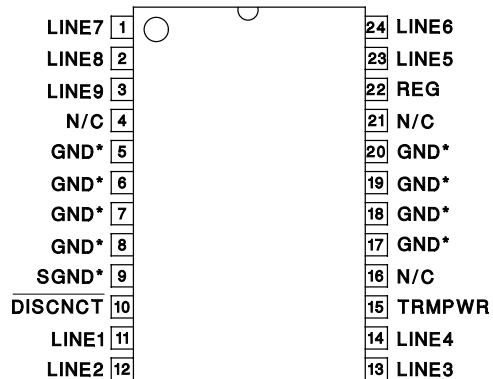 LINE7 1 24 LINE6
LINE8 2 23 LINE5
LINE9 3 22 REG
N/C 4 21 N/C
GND* 5 20 GND*
GND* 6 19 GND*
GND* 7 18 GND*
GND* 8 17 GND*
SGND* 9 16 N/C
DISCNCT 10 15 TRMPWR
LINE1 11 14 LINE4
LINE2 12 13 LINE3